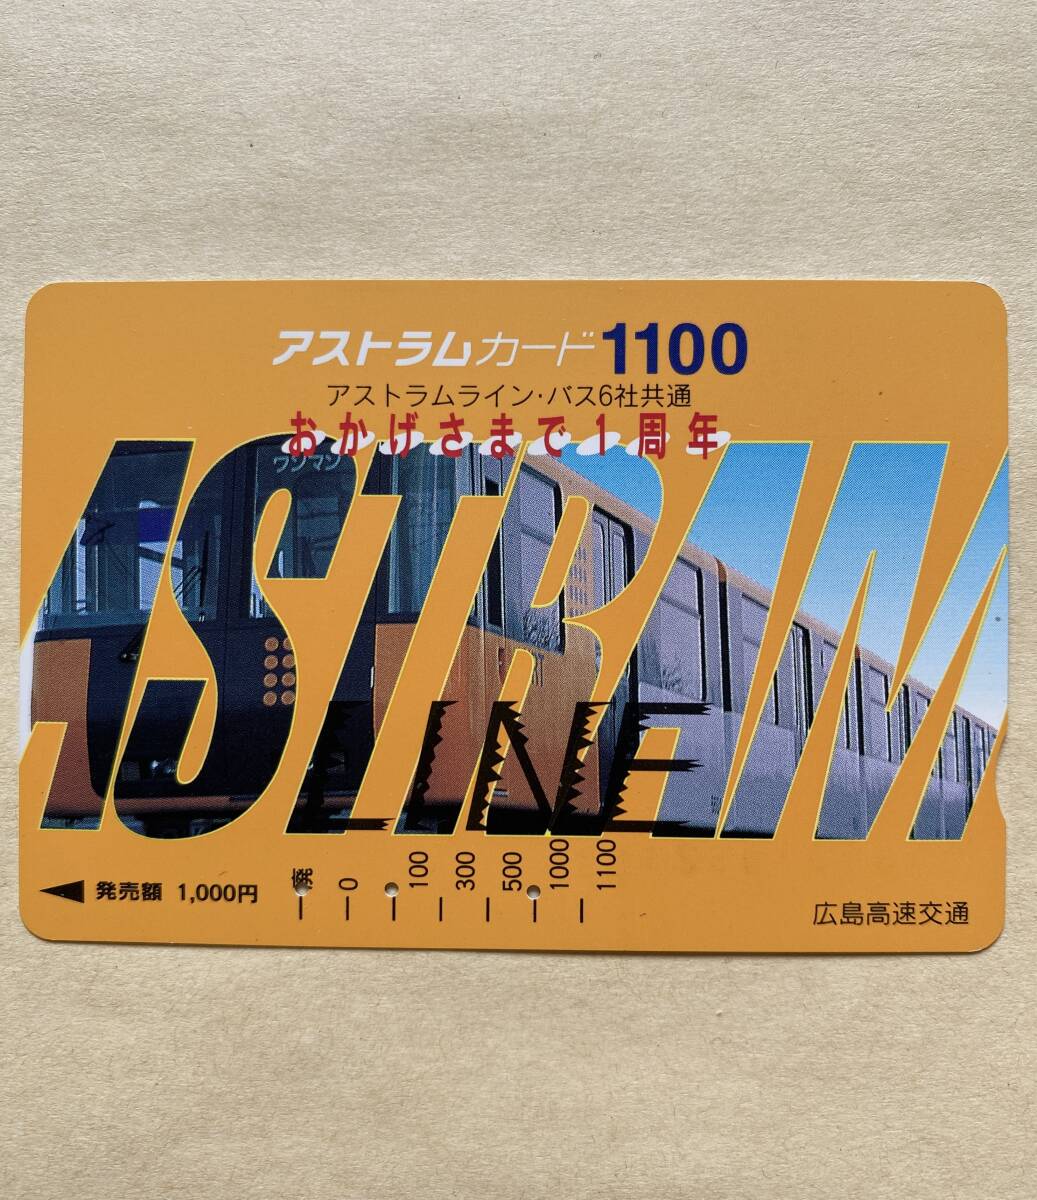 アストラムカード1100
アストラムライン・バス6社共通
おかげさまで1周年
ワンマン
ASTRAM
LINE
発売額 1,000円
廃 0 100 300 500 1000 1100
広島高速交通